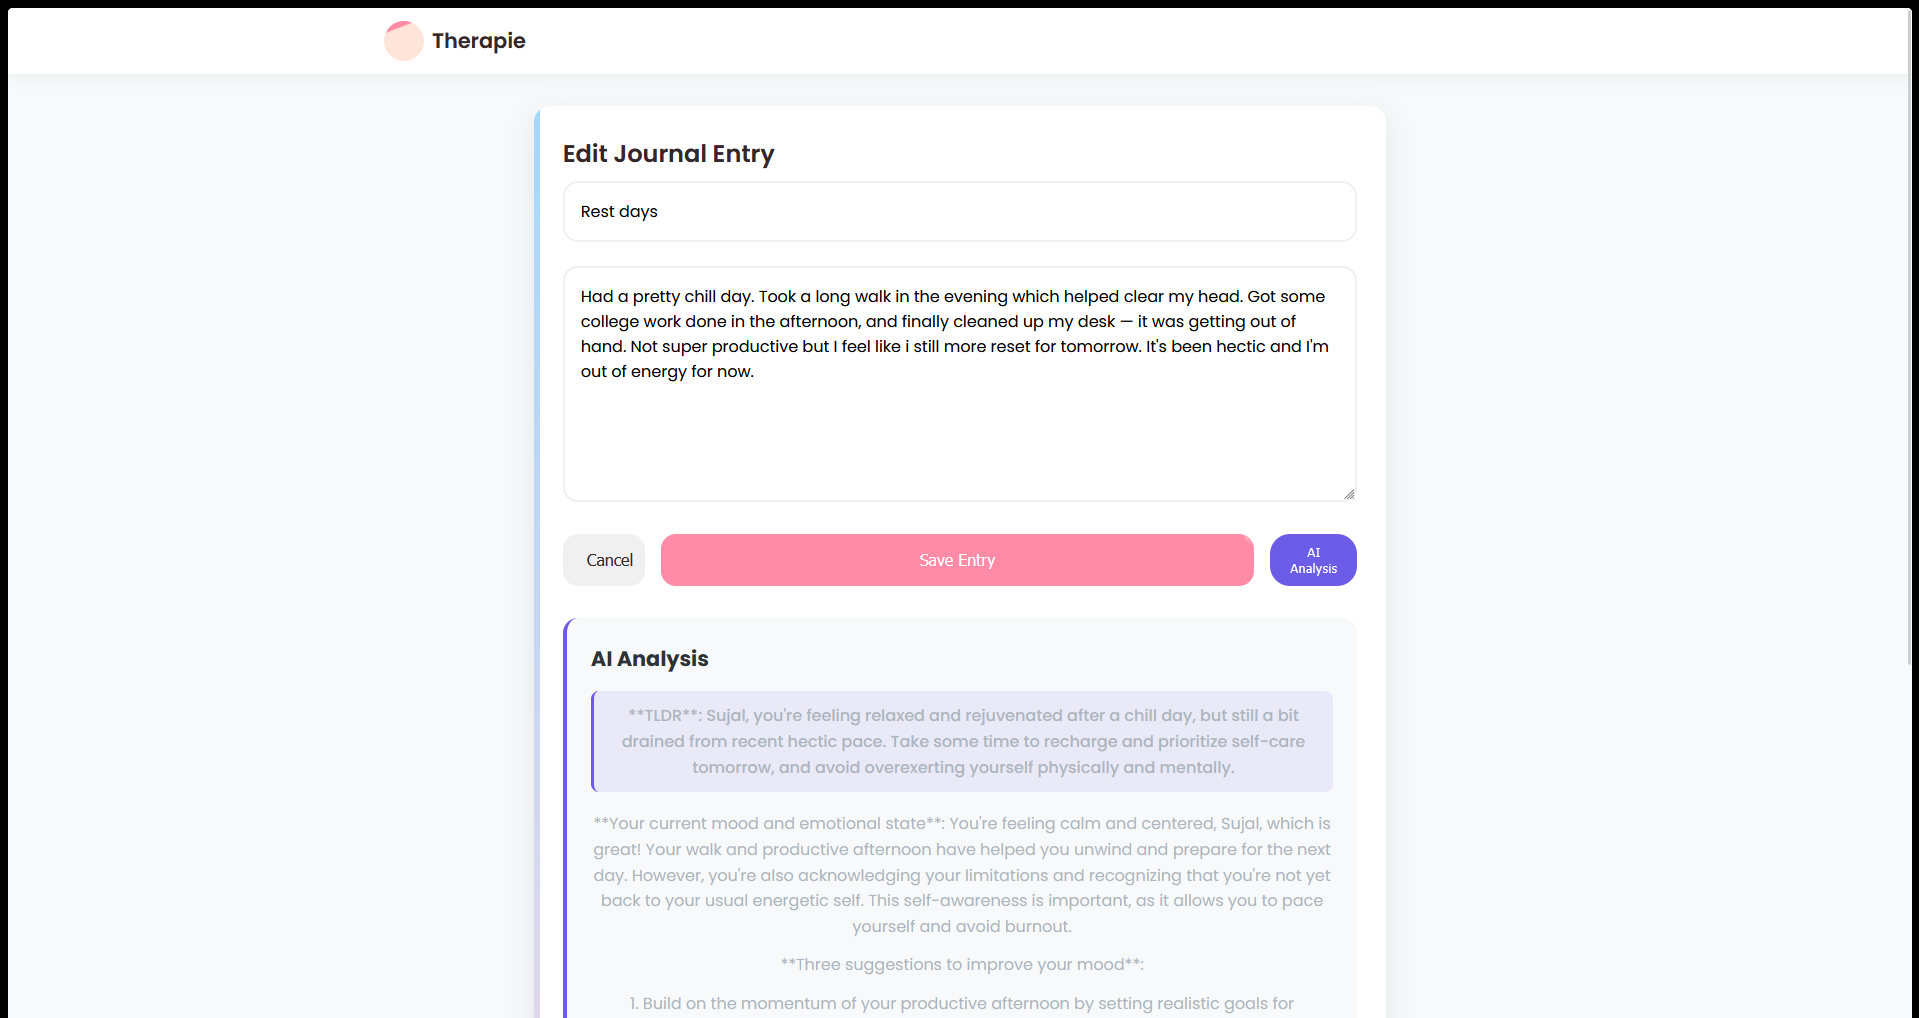 Therapie
Edit Journal Entry
Rest days
Had a pretty chill day. Took a long walk in the evening which helped clear my head. Got some
college work done in the afternoon, and finally cleaned up my desk — it was getting out of
hand. Not super productive but I feel like i still more reset for tomorrow. It's been hectic and I'm
out of energy for now.
Cancel
Save Entry
AI
Analysis
AI Analysis
**TLDR**: Sujal, you're feeling relaxed and rejuvenated after a chill day, but still a bit
drained from recent hectic pace. Take some time to recharge and prioritize self-care
tomorrow, and avoid overexerting yourself physically and mentally.
**Your current mood and emotional state**: You're feeling calm and centered, Sujal, which is
great! Your walk and productive afternoon have helped you unwind and prepare for the next
day. However, you're also acknowledging your limitations and recognizing that you're not yet
back to your usual energetic self. This self-awareness is important, as it allows you to pace
yourself and avoid burnout.
**Three suggestions to improve your mood**:
1. Build on the momentum of your productive afternoon by setting realistic goals for